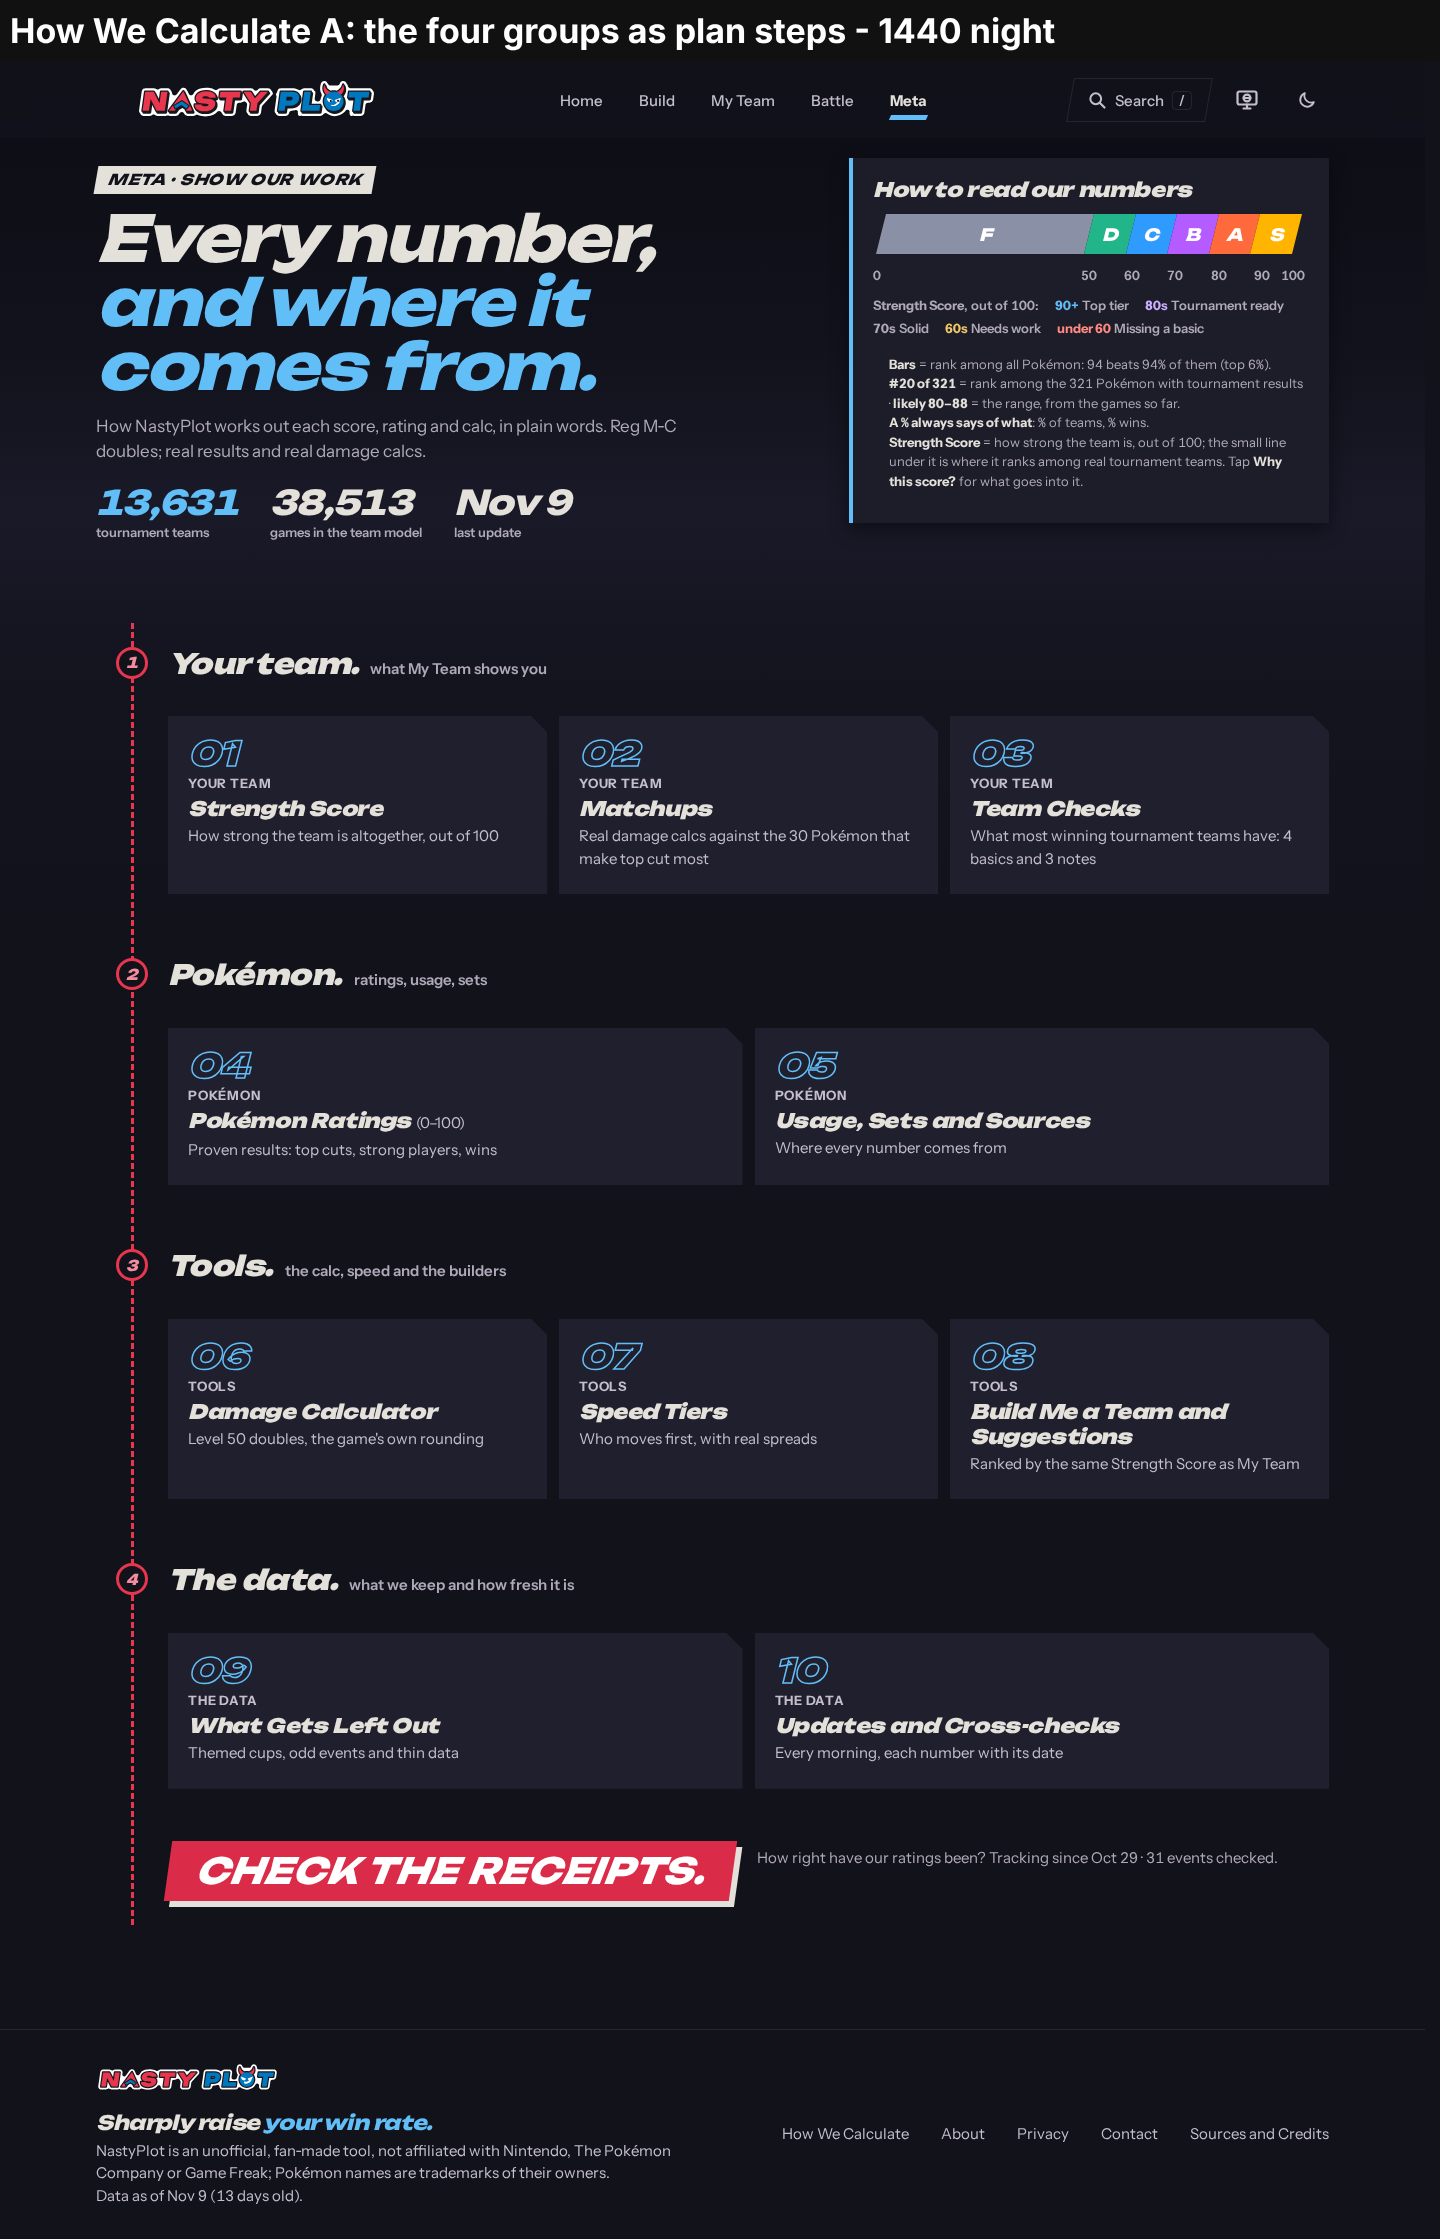 How We Calculate A: the four groups as plan steps - 1440 night
NASTY PLOT
Home
Build
My Team
Battle
Meta
Search /
META · SHOW OUR WORK
Every number,
and where it
comes from.
How NastyPlot works out each score, rating and calc, in plain words. Reg M-C
doubles; real results and real damage calcs.
13,631
tournament teams
38,513
games in the team model
Nov 9
last update
How to read our numbers
F D C B A S
0 50 60 70 80 90 100
Strength Score, out of 100: 90+ Top tier 80s Tournament ready
70s Solid 60s Needs work under 60 Missing a basic
Bars = rank among all Pokémon: 94 beats 94% of them (top 6%).
#20 of 321 = rank among the 321 Pokémon with tournament results
· likely 80–88 = the range, from the games so far.
A % always says of what: % of teams, % wins.
Strength Score = how strong the team is, out of 100; the small line
under it is where it ranks among real tournament teams. Tap Why
this score? for what goes into it.
1
Your team. what My Team shows you
01
YOUR TEAM
Strength Score
How strong the team is altogether, out of 100
02
YOUR TEAM
Matchups
Real damage calcs against the 30 Pokémon that
make top cut most
03
YOUR TEAM
Team Checks
What most winning tournament teams have: 4
basics and 3 notes
2
Pokémon. ratings, usage, sets
04
POKÉMON
Pokémon Ratings (0–100)
Proven results: top cuts, strong players, wins
05
POKÉMON
Usage, Sets and Sources
Where every number comes from
3
Tools. the calc, speed and the builders
06
TOOLS
Damage Calculator
Level 50 doubles, the game's own rounding
07
TOOLS
Speed Tiers
Who moves first, with real spreads
08
TOOLS
Build Me a Team and
Suggestions
Ranked by the same Strength Score as My Team
4
The data. what we keep and how fresh it is
09
THE DATA
What Gets Left Out
Themed cups, odd events and thin data
10
THE DATA
Updates and Cross-checks
Every morning, each number with its date
CHECK THE RECEIPTS.
How right have our ratings been? Tracking since Oct 29 · 31 events checked.
NASTY PLOT
Sharply raise your win rate.
NastyPlot is an unofficial, fan-made tool, not affiliated with Nintendo, The Pokémon
Company or Game Freak; Pokémon names are trademarks of their owners.
Data as of Nov 9 (13 days old).
How We Calculate
About
Privacy
Contact
Sources and Credits